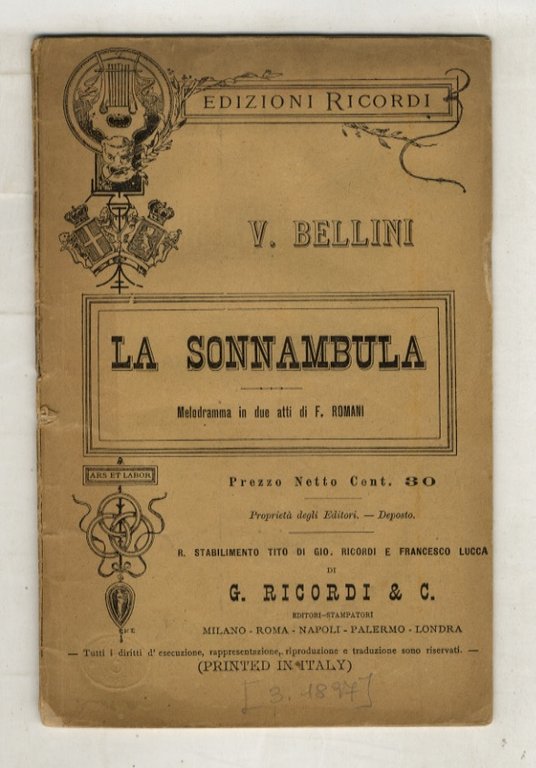 EDIZIONI RICORDI
V. BELLINI
LA SONNAMBULA
Melodramma in due atti di F. ROMANI
ARS ET LABOR
Prezzo Netto Cent. 30
Proprietà degli Editori. — Deposto.
R. STABILIMENTO TITO DI GIO. RICORDI E FRANCESCO LUCCA
DI
G. RICORDI & C.
EDITORI-STAMPATORI
MILANO - ROMA - NAPOLI - PALERMO - LONDRA
— Tutti i diritti d' esecuzione, rappresentazione, riproduzione e traduzione sono riservati. —
(PRINTED IN ITALY)
[3. 1897]